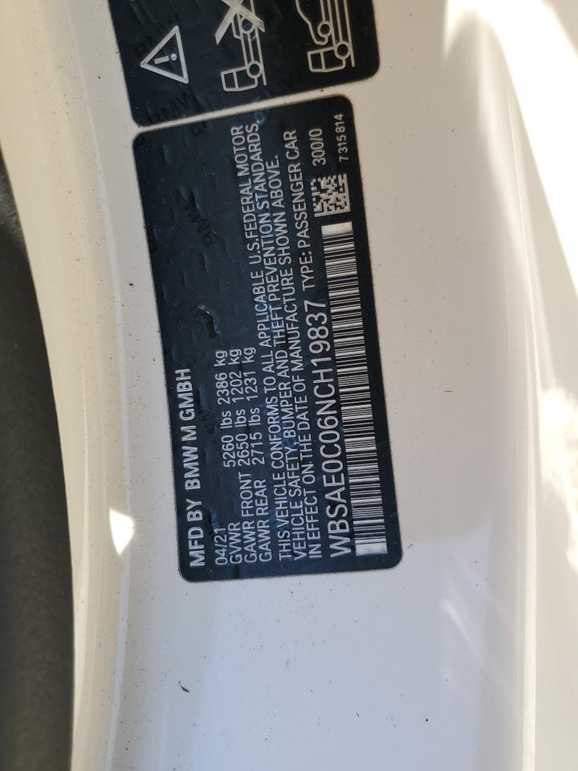 MFD BY BMW M GMBH
04/21
GVWR 5260 lbs 2386 kg
GAWR FRONT 2650 lbs 1202 kg
GAWR REAR 2715 lbs 1231 kg
THIS VEHICLE CONFORMS TO ALL APPLICABLE U.S. FEDERAL MOTOR
VEHICLE SAFETY, BUMPER AND THEFT PREVENTION STANDARDS
IN EFFECT ON THE DATE OF MANUFACTURE SHOWN ABOVE.
WBSAE0C06NCH19837 TYPE: PASSENGER CAR
300/0
7 315 814